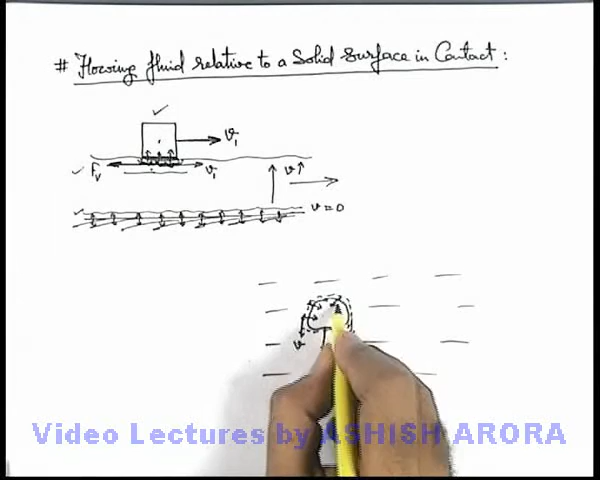 # Flowing fluid relative to a Solid Surface in Contact :
v₁
Fv
v₁
v↑
v = 0
v
Video Lectures by ASHISH ARORA